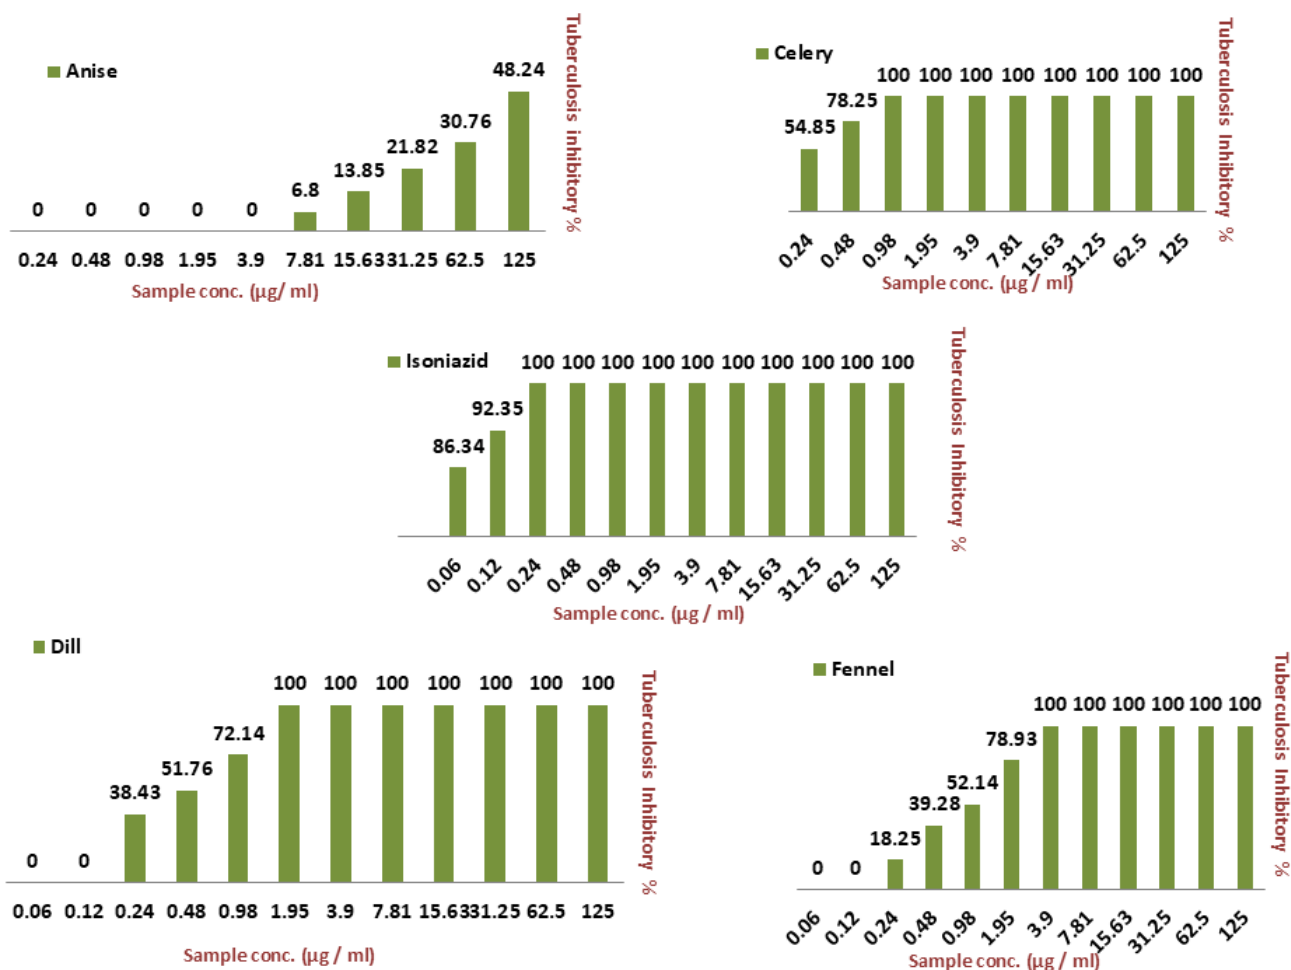 Anise
48.24
30.76
21.82
13.85
6.8
0 0 0 0 0
0.24 0.48 0.98 1.95 3.9 7.81 15.63 31.25 62.5 125
Sample conc. (µg/ ml)
Tuberculosis inhibitory %
Celery
100 100 100 100 100 100 100 100
78.25
54.85
0.24 0.48 0.98 1.95 3.9 7.81 15.63 31.25 62.5 125
Sample conc. (µg/ ml)
Tuberculosis Inhibitory %
Isoniazid
100 100 100 100 100 100 100 100 100 100
92.35
86.34
0.06 0.12 0.24 0.48 0.98 1.95 3.9 7.81 15.63 31.25 62.5 125
Sample conc. (µg / ml)
Tuberculosis Inhibitory %
Dill
100 100 100 100 100 100 100
72.14
51.76
38.43
0 0
0.06 0.12 0.24 0.48 0.98 1.95 3.9 7.81 15.63 31.25 62.5 125
Sample conc. (µg / ml)
Tuberculosis Inhibitory %
Fennel
100 100 100 100 100 100
78.93
52.14
39.28
18.25
0 0
0.06 0.12 0.24 0.48 0.98 1.95 3.9 7.81 15.63 31.25 62.5 125
Sample conc. (µg / ml)
Tuberculosis Inhibitory %